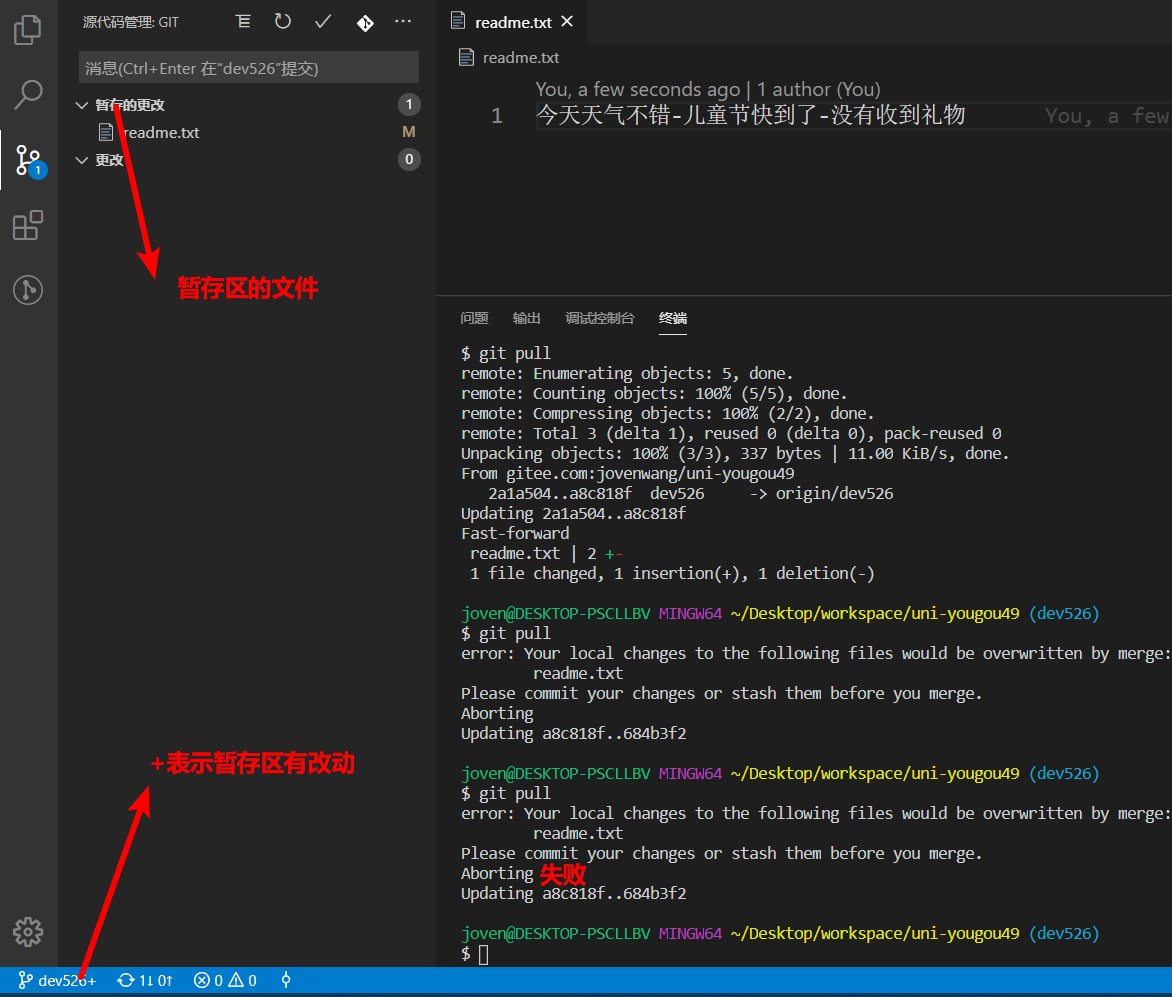 源代码管理: GIT
消息(Ctrl+Enter 在“dev526”提交)
暂存的更改 1
readme.txt M
更改 0
1
暂存区的文件
+表示暂存区有改动
readme.txt
readme.txt
You, a few seconds ago | 1 author (You)
1 今天天气不错-儿童节快到了-没有收到礼物 You, a few
问题 输出 调试控制台 终端
$ git pull
remote: Enumerating objects: 5, done.
remote: Counting objects: 100% (5/5), done.
remote: Compressing objects: 100% (2/2), done.
remote: Total 3 (delta 1), reused 0 (delta 0), pack-reused 0
Unpacking objects: 100% (3/3), 337 bytes | 11.00 KiB/s, done.
From gitee.com:jovenwang/uni-yougou49
2a1a504..a8c818f dev526 -> origin/dev526
Updating 2a1a504..a8c818f
Fast-forward
readme.txt | 2 +-
1 file changed, 1 insertion(+), 1 deletion(-)
joven@DESKTOP-PSCLLBV MINGW64 ~/Desktop/workspace/uni-yougou49 (dev526)
$ git pull
error: Your local changes to the following files would be overwritten by merge:
readme.txt
Please commit your changes or stash them before you merge.
Aborting
Updating a8c818f..684b3f2
joven@DESKTOP-PSCLLBV MINGW64 ~/Desktop/workspace/uni-yougou49 (dev526)
$ git pull
error: Your local changes to the following files would be overwritten by merge:
readme.txt
Please commit your changes or stash them before you merge.
Aborting 失败
Updating a8c818f..684b3f2
joven@DESKTOP-PSCLLBV MINGW64 ~/Desktop/workspace/uni-yougou49 (dev526)
$
dev526+ 1↓ 0↑ 0 0